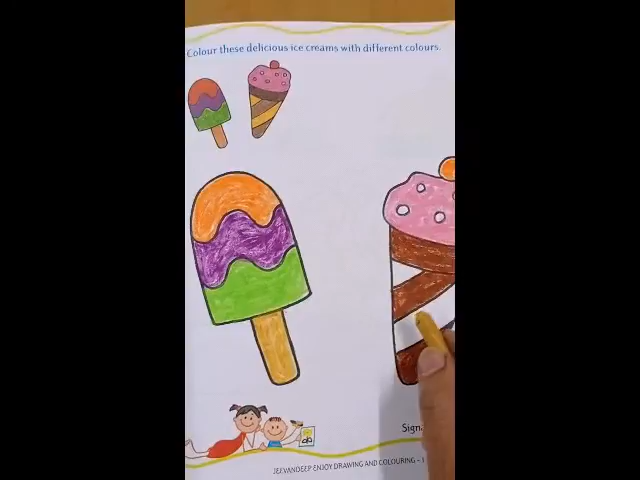 Colour these delicious ice creams with different colours.
Sign.
JEEVANDEEP ENJOY DRAWING AND COLOURING – 1